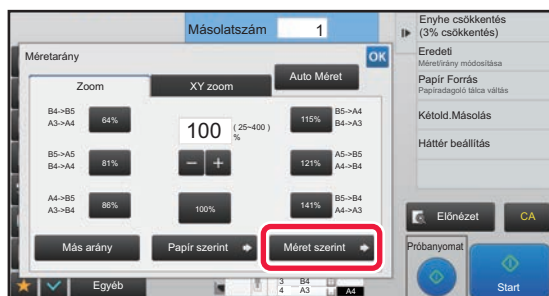 Másolatszám 1
Méretarány
OK
Zoom
XY zoom
Auto Méret
B4->B5
A3->A4
64%
B5->A5
B4->A4
81%
A4->B5
A3->B4
86%
100 (25~400)
%
100%
115%
B5->A4
B4->A3
121%
A5->B5
A4->B4
141%
B5->B4
A4->A3
Más arány
Papír szerint
Méret szerint
Egyéb
3 B4
4 A3
A4
Enyhe csökkentés
(3% csökkentés)
Eredeti
Méret/irány módosítása
Papír Forrás
Papíradagoló tálca váltás
Kétold.Másolás
Háttér beállítás
Előnézet
CA
Próbanyomat
Start